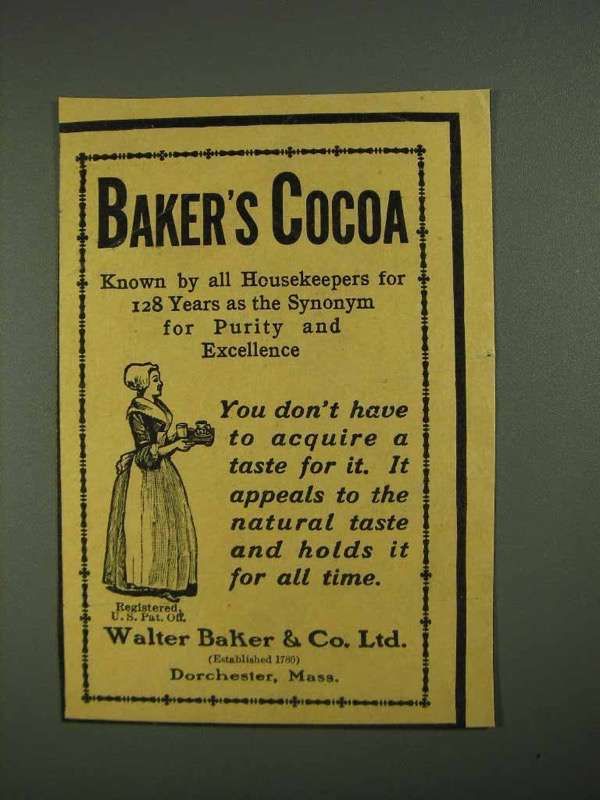 BAKER'S COCOA
Known by all Housekeepers for
128 Years as the Synonym
for Purity and
Excellence
You don't have
to acquire a
taste for it. It
appeals to the
natural taste
and holds it
for all time.
Registered,
U. S. Pat. Off.
Walter Baker & Co. Ltd.
(Established 1780)
Dorchester, Mass.